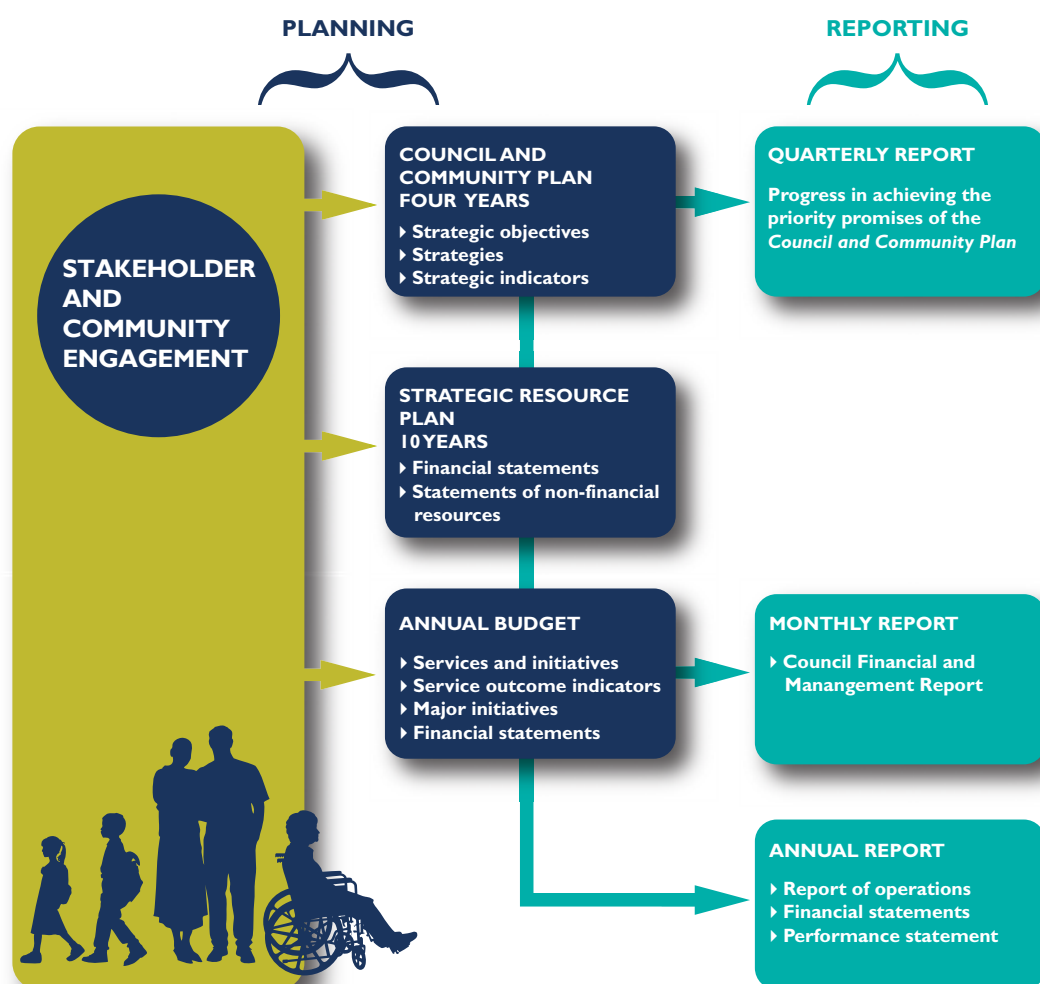 PLANNING
REPORTING
STAKEHOLDER
AND
COMMUNITY
ENGAGEMENT
COUNCIL AND
COMMUNITY PLAN
FOUR YEARS
Strategic objectives
Strategies
Strategic indicators
QUARTERLY REPORT
Progress in achieving the
priority promises of the
Council and Community Plan
STRATEGIC RESOURCE
PLAN
10 YEARS
Financial statements
Statements of non-financial
resources
ANNUAL BUDGET
Services and initiatives
Service outcome indicators
Major initiatives
Financial statements
MONTHLY REPORT
Council Financial and
Manangement Report
ANNUAL REPORT
Report of operations
Financial statements
Performance statement